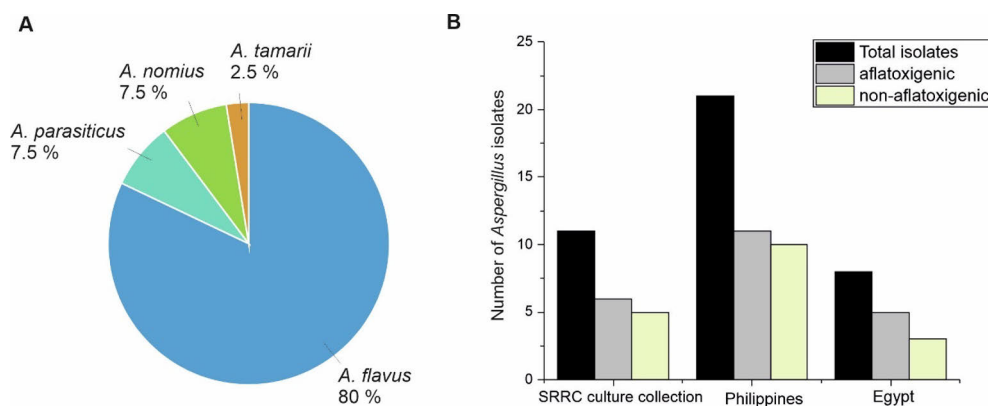 A
A. tamarii
2.5 %
A. nomius
7.5 %
A. parasiticus
7.5 %
A. flavus
80 %
B
Number of Aspergillus isolates
25
20
15
10
5
0
Total isolates
aflatoxigenic
non-aflatoxigenic
SRRC culture collection
Philippines
Egypt